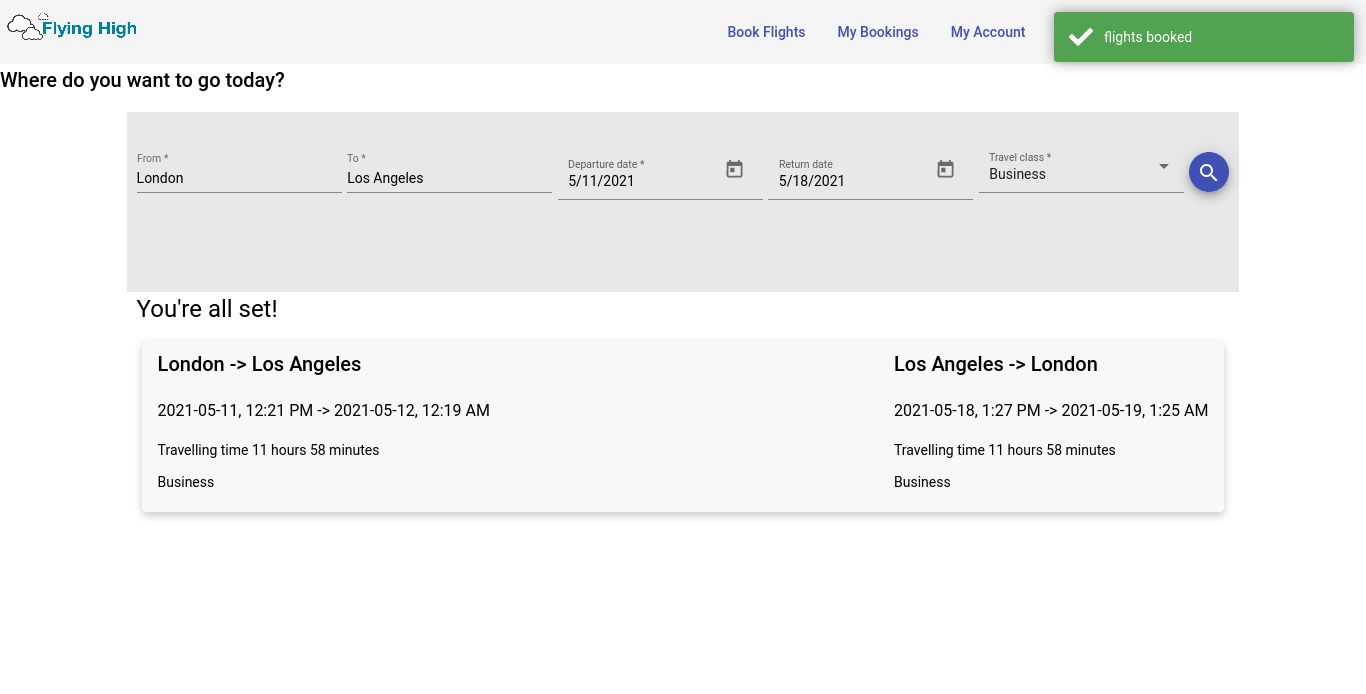 Flying High
Book Flights
My Bookings
My Account
flights booked
Where do you want to go today?
From *
London
To *
Los Angeles
Departure date *
5/11/2021
Return date
5/18/2021
Travel class *
Business
You're all set!
London -> Los Angeles
2021-05-11, 12:21 PM -> 2021-05-12, 12:19 AM
Travelling time 11 hours 58 minutes
Business
Los Angeles -> London
2021-05-18, 1:27 PM -> 2021-05-19, 1:25 AM
Travelling time 11 hours 58 minutes
Business